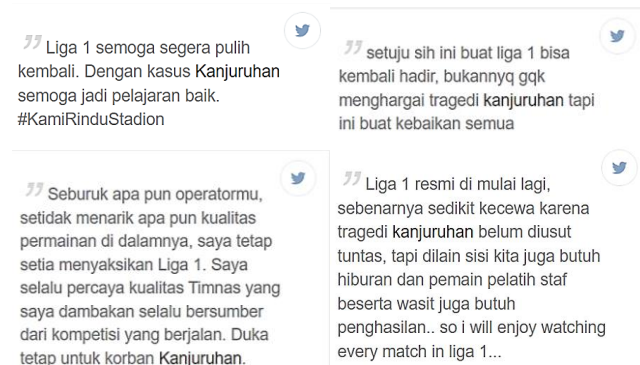 Liga 1 semoga segera pulih
kembali. Dengan kasus Kanjuruhan
semoga jadi pelajaran baik.
#KamiRinduStadion
setuju sih ini buat liga 1 bisa
kembali hadir, bukannyq gqk
menghargai tragedi kanjuruhan tapi
ini buat kebaikan semua
Seburuk apa pun operatormu,
setidak menarik apa pun kualitas
permainan di dalamnya, saya tetap
setia menyaksikan Liga 1. Saya
selalu percaya kualitas Timnas yang
saya dambakan selalu bersumber
dari kompetisi yang berjalan. Duka
tetap untuk korban Kanjuruhan.
Liga 1 resmi di mulai lagi,
sebenarnya sedikit kecewa karena
tragedi kanjuruhan belum diusut
tuntas, tapi dilain sisi kita juga butuh
hiburan dan pemain pelatih staf
beserta wasit juga butuh
penghasilan.. so i will enjoy watching
every match in liga 1...